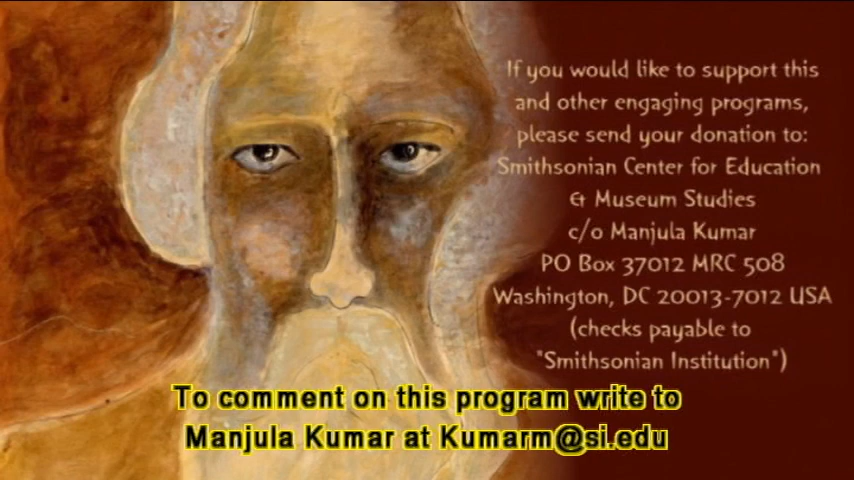 If you would like to support this
and other engaging programs,
please send your donation to:
Smithsonian Center for Education
& Museum Studies
c/o Manjula Kumar
PO Box 37012 MRC 508
Washington, DC 20013-7012 USA
(checks payable to
"Smithsonian Institution")
To comment on this program write to
Manjula Kumar at Kumarm@si.edu